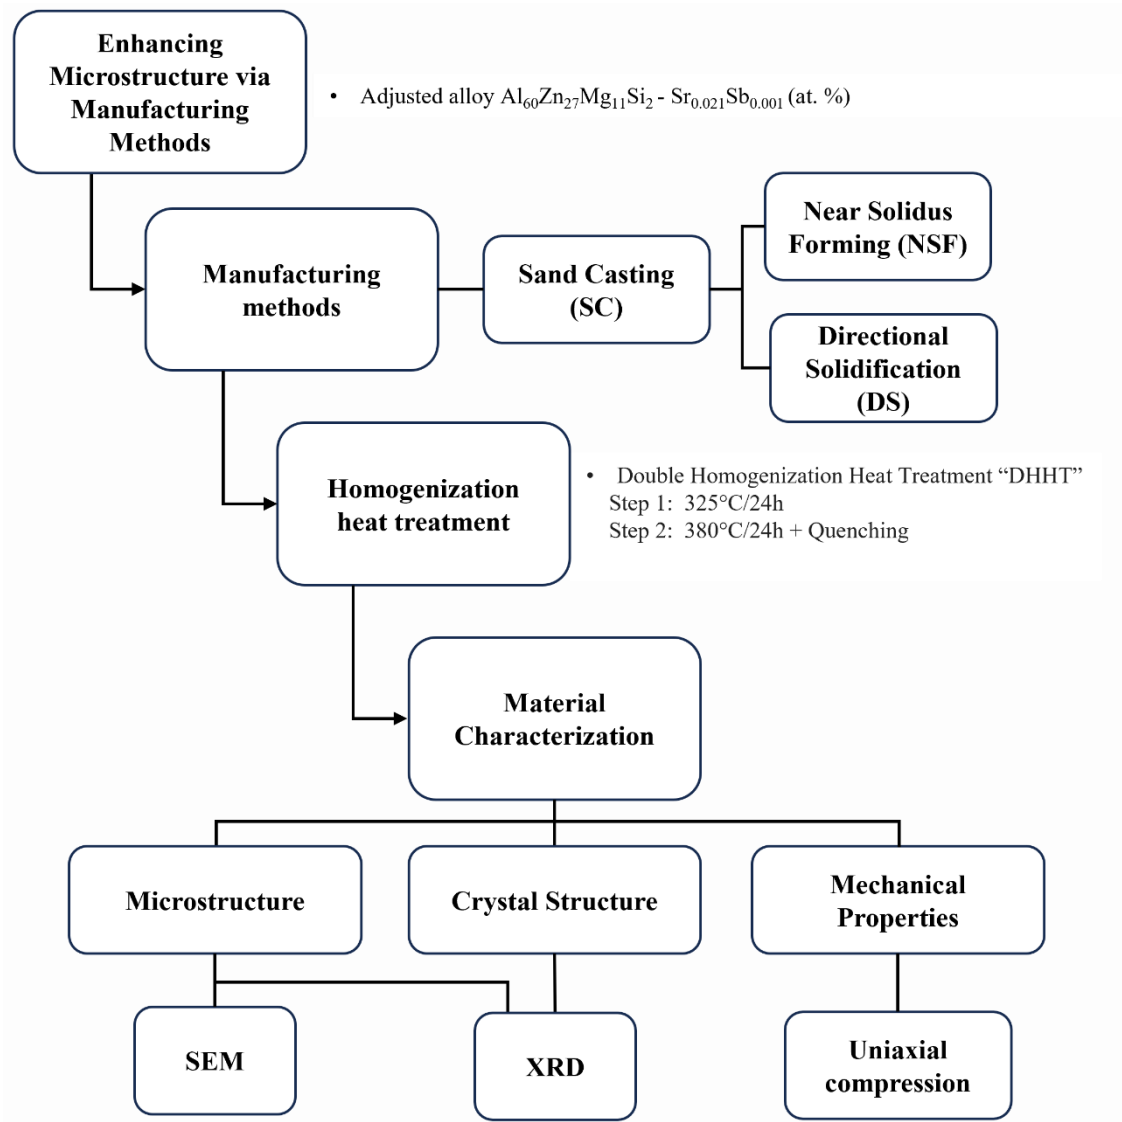 Enhancing
Microstructure via
Manufacturing
Methods
• Adjusted alloy Al₆₀Zn₂₇Mg₁₁Si₂ - Sr₀.₀₂₁Sb₀.₀₀₁ (at. %)
Manufacturing
methods
Sand Casting
(SC)
Near Solidus
Forming (NSF)
Directional
Solidification
(DS)
Homogenization
heat treatment
• Double Homogenization Heat Treatment “DHHT”
Step 1: 325°C/24h
Step 2: 380°C/24h + Quenching
Material
Characterization
Microstructure
Crystal Structure
Mechanical
Properties
SEM
XRD
Uniaxial
compression